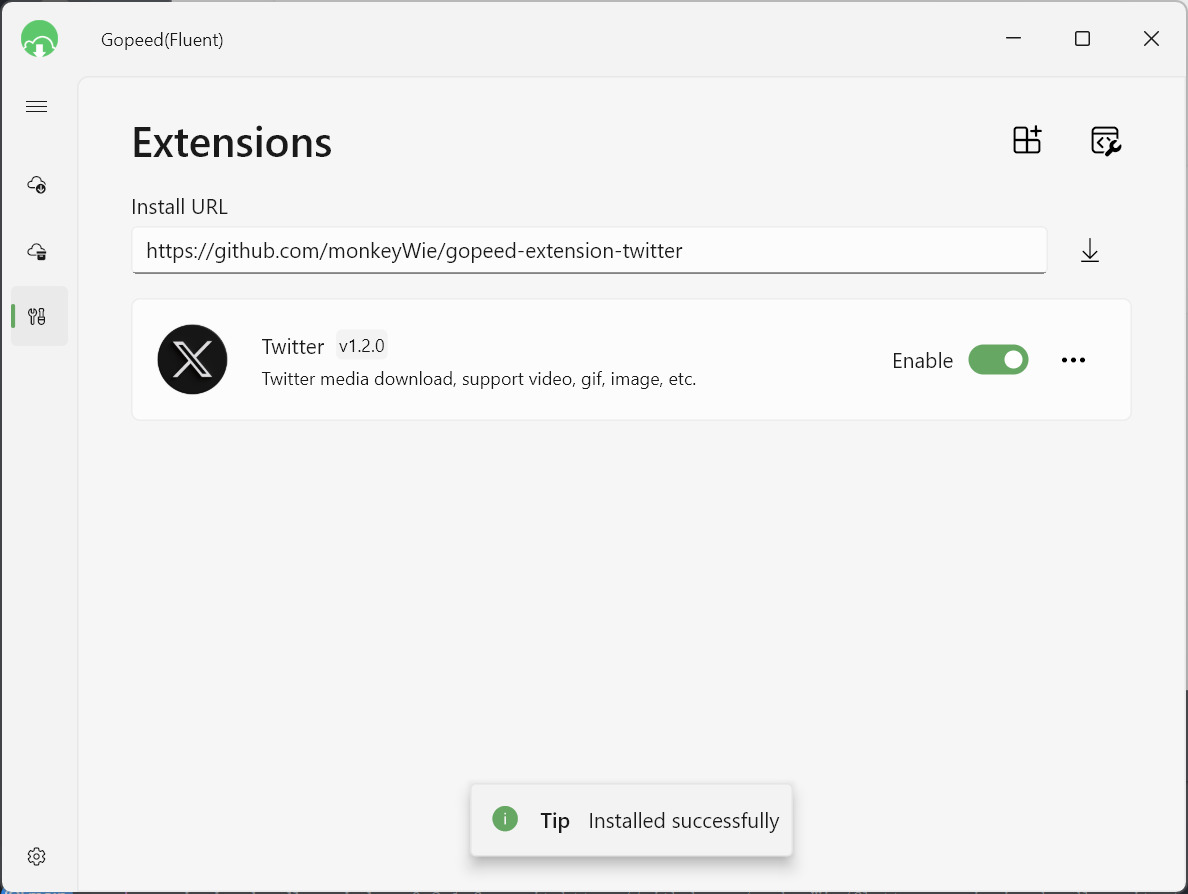 Gopeed(Fluent)
Extensions
Install URL
https://github.com/monkeyWie/gopeed-extension-twitter
Twitter v1.2.0
Twitter media download, support video, gif, image, etc.
Enable
Tip Installed successfully